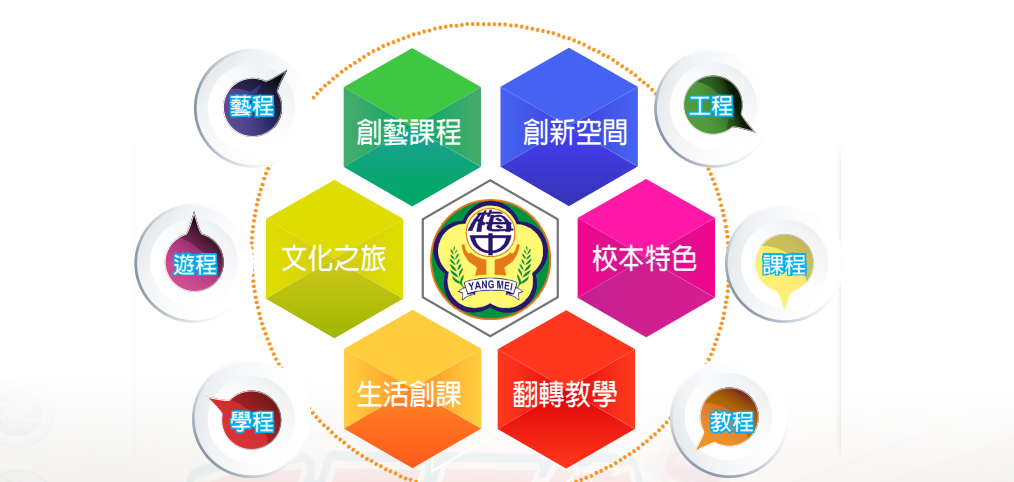 藝程
創藝課程
創新空間
工程
遊程
文化之旅
梅中
YANG MEI
校本特色
課程
學程
生活創課
翻轉教學
教程